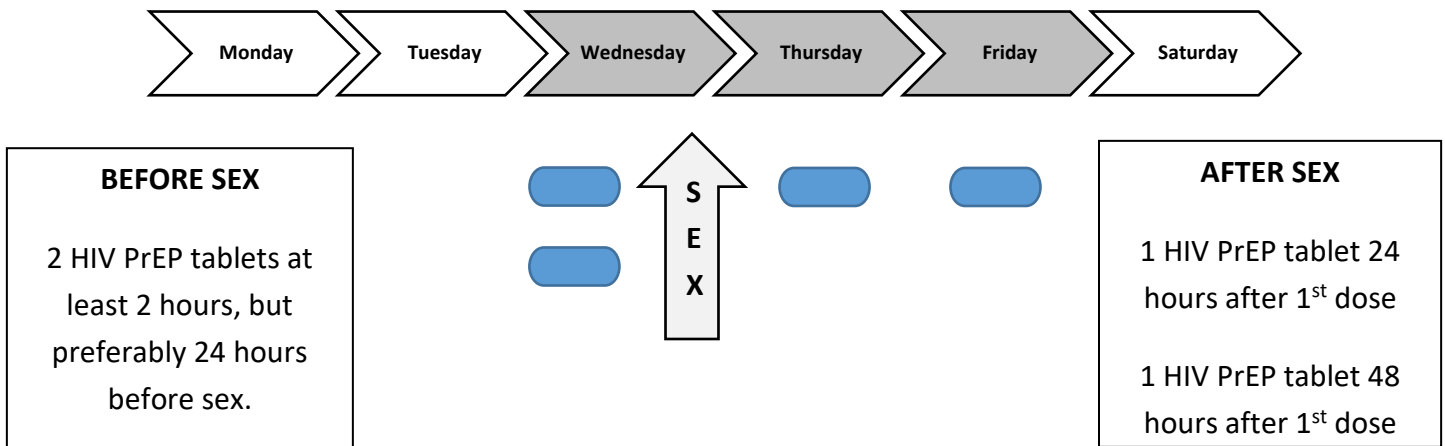 Monday
Tuesday
Wednesday
Thursday
Friday
Saturday
BEFORE SEX
2 HIV PrEP tablets at
least 2 hours, but
preferably 24 hours
before sex.
S
E
X
AFTER SEX
1 HIV PrEP tablet 24
hours after 1st dose
1 HIV PrEP tablet 48
hours after 1st dose